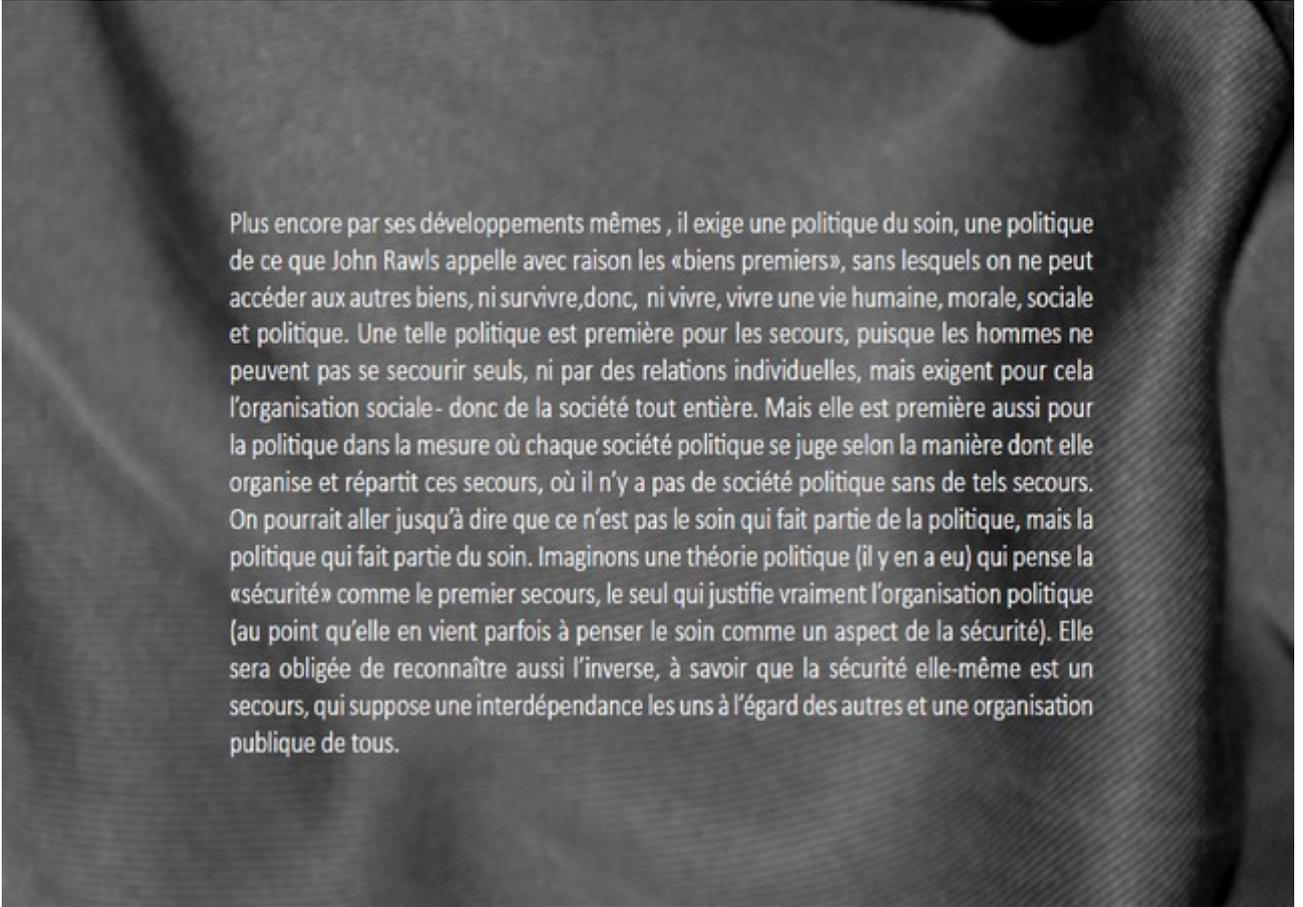 Plus encore par ses développements mêmes , il exige une politique du soin, une politique
de ce que John Rawls appelle avec raison les «biens premiers», sans lesquels on ne peut
accéder aux autres biens, ni survivre,donc,  ni vivre, vivre une vie humaine, morale, sociale
et politique. Une telle politique est première pour les secours, puisque les hommes ne
peuvent pas se secourir seuls, ni par des relations individuelles, mais exigent pour cela
l’organisation sociale- donc de la société tout entière. Mais elle est première aussi pour
la politique dans la mesure où chaque société politique se juge selon la manière dont elle
organise et répartit ces secours, où il n’y a pas de société politique sans de tels secours.
On pourrait aller jusqu’à dire que ce n’est pas le soin qui fait partie de la politique, mais la
politique qui fait partie du soin. Imaginons une théorie politique (il y en a eu) qui pense la
«sécurité» comme le premier secours, le seul qui justifie vraiment l’organisation politique
(au point qu’elle en vient parfois à penser le soin comme un aspect de la sécurité). Elle
sera obligée de reconnaître aussi l’inverse, à savoir que la sécurité elle-même est un
secours, qui suppose une interdépendance les uns à l’égard des autres et une organisation
publique de tous.